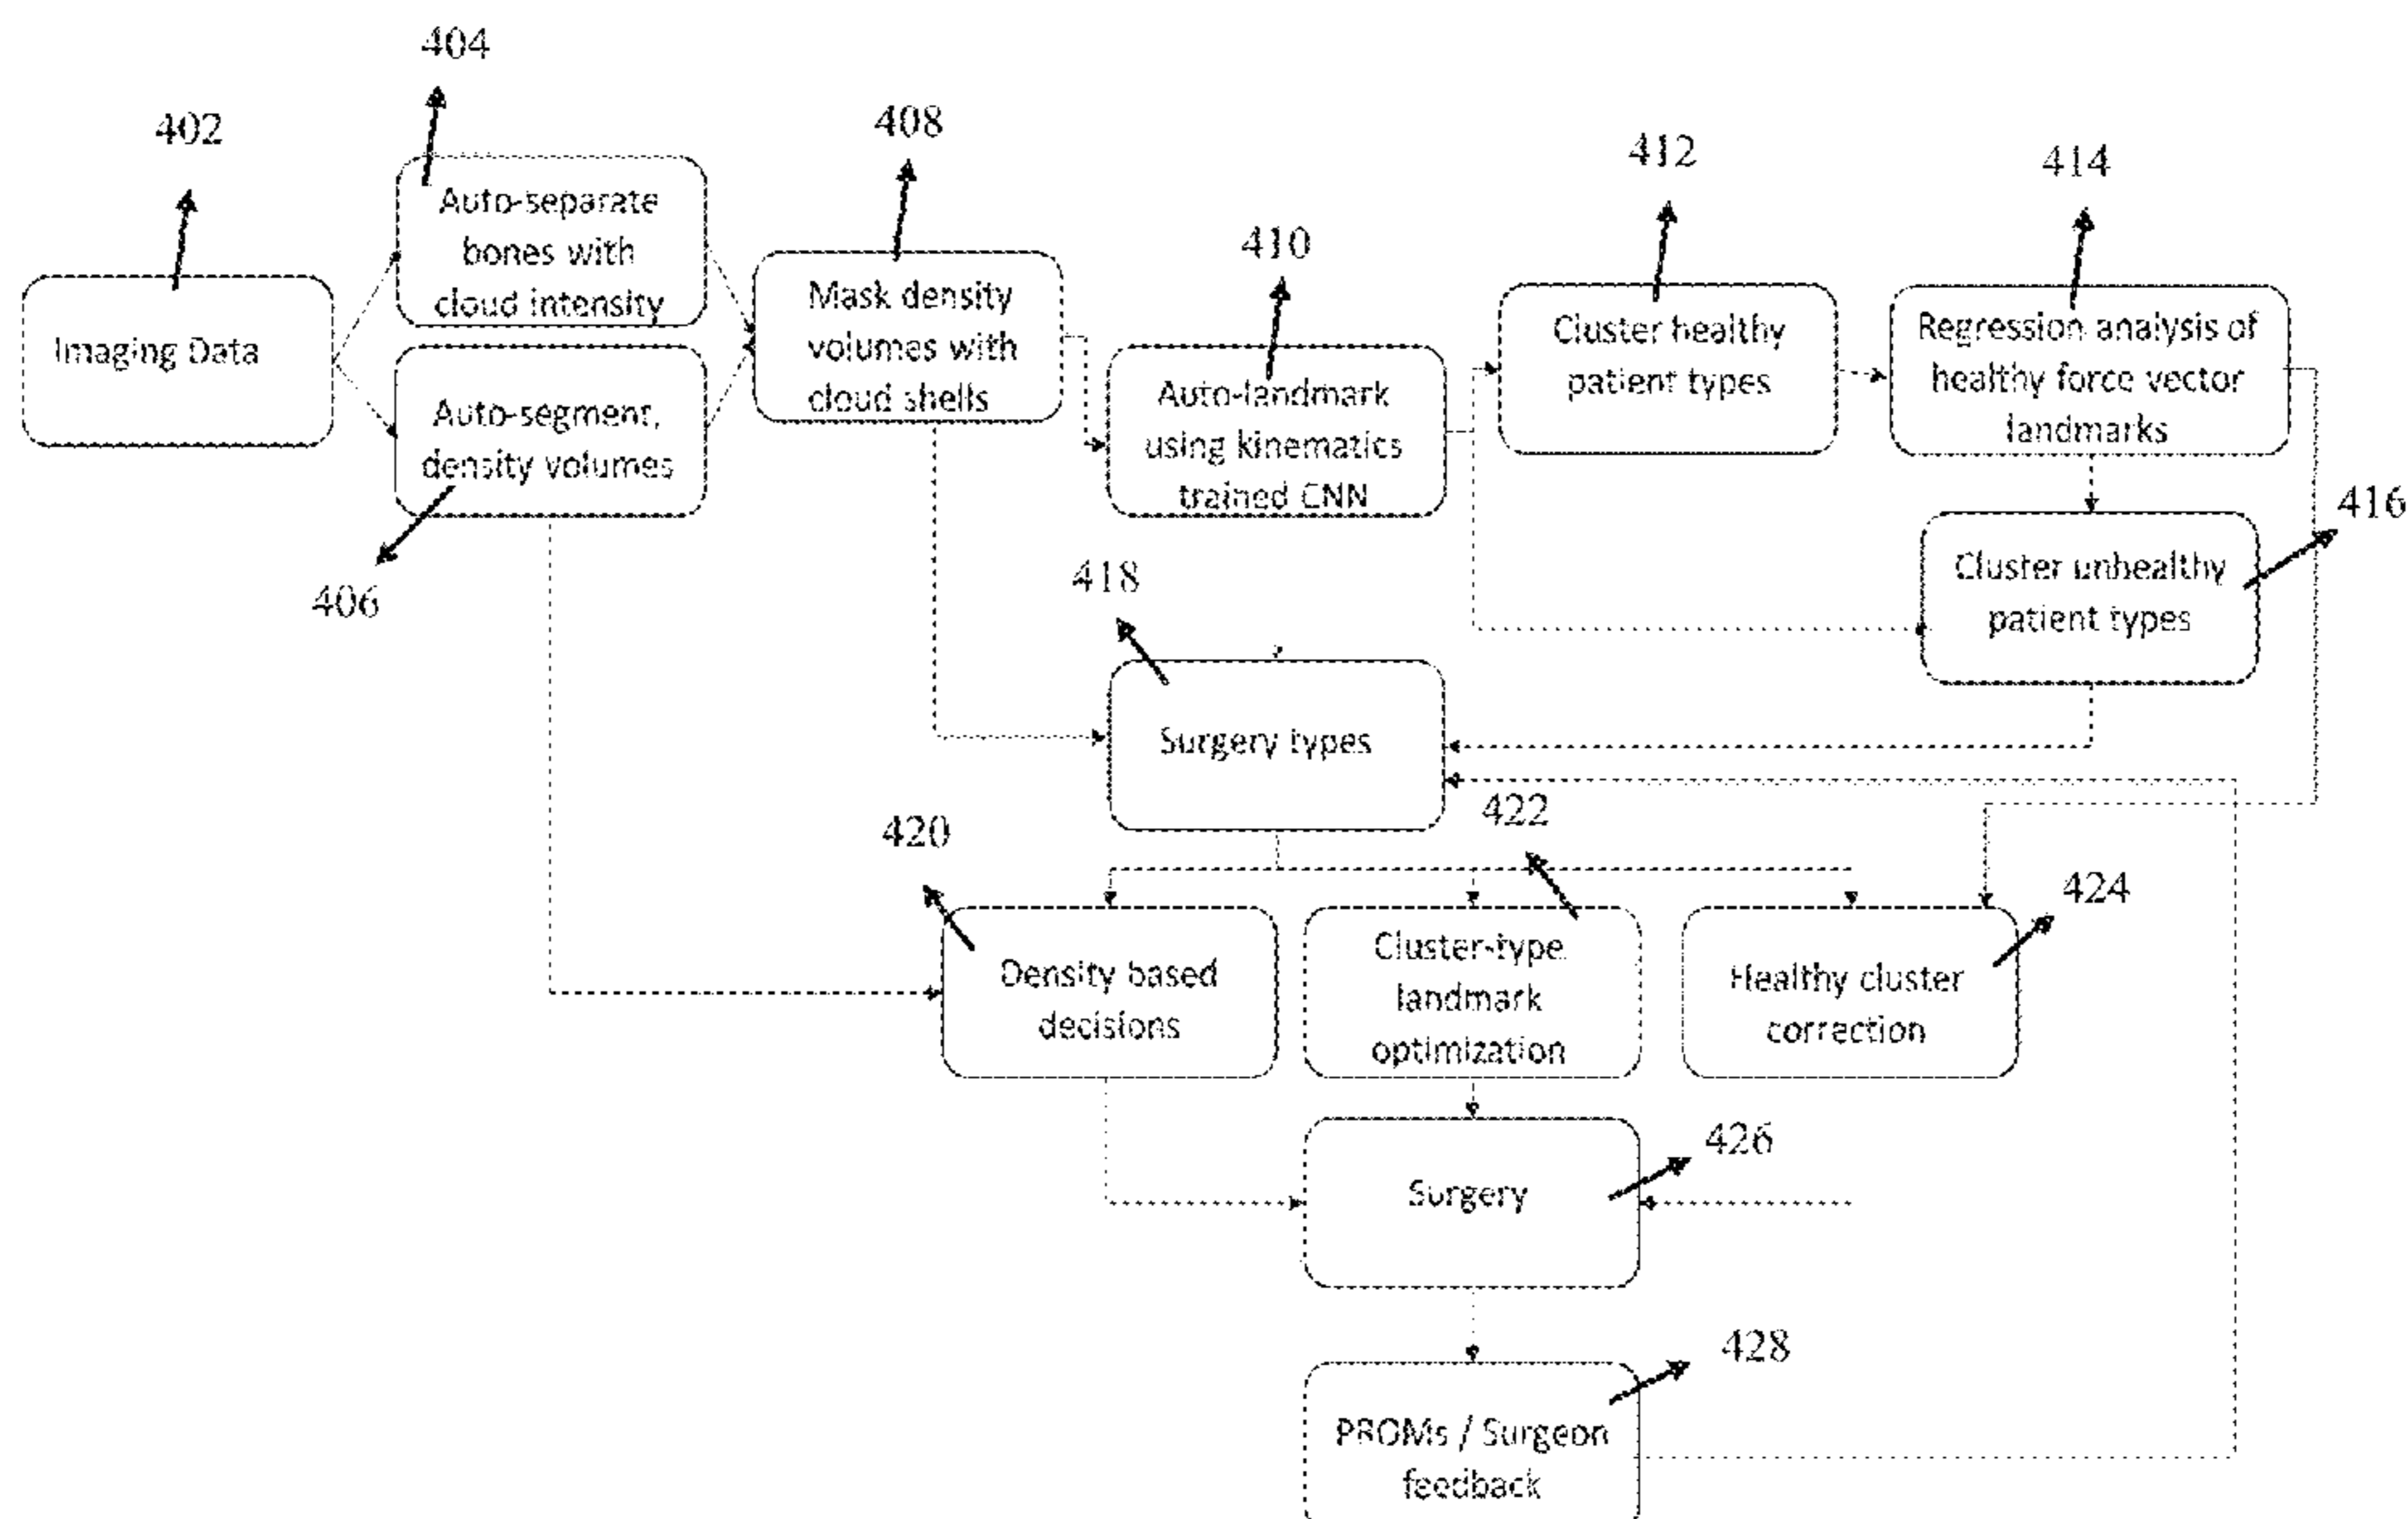 404
402
408
412
414
Auto-separate
bones with
cloud intensity
410
Imaging Data
Mask density
volumes with
cloud shells
Cluster healthy
patient types
Regression analysis of
healthy force vector
landmarks
Auto-segment,
density volumes
Auto-landmark
using kinematics
trained CNN
416
406
418
Cluster unhealthy
patient types
Surgery types
420
422
424
Density based
decisions
Cluster-type
landmark
optimization
Healthy cluster
correction
426
Surgery
428
PROMs / Surgeon
feedback